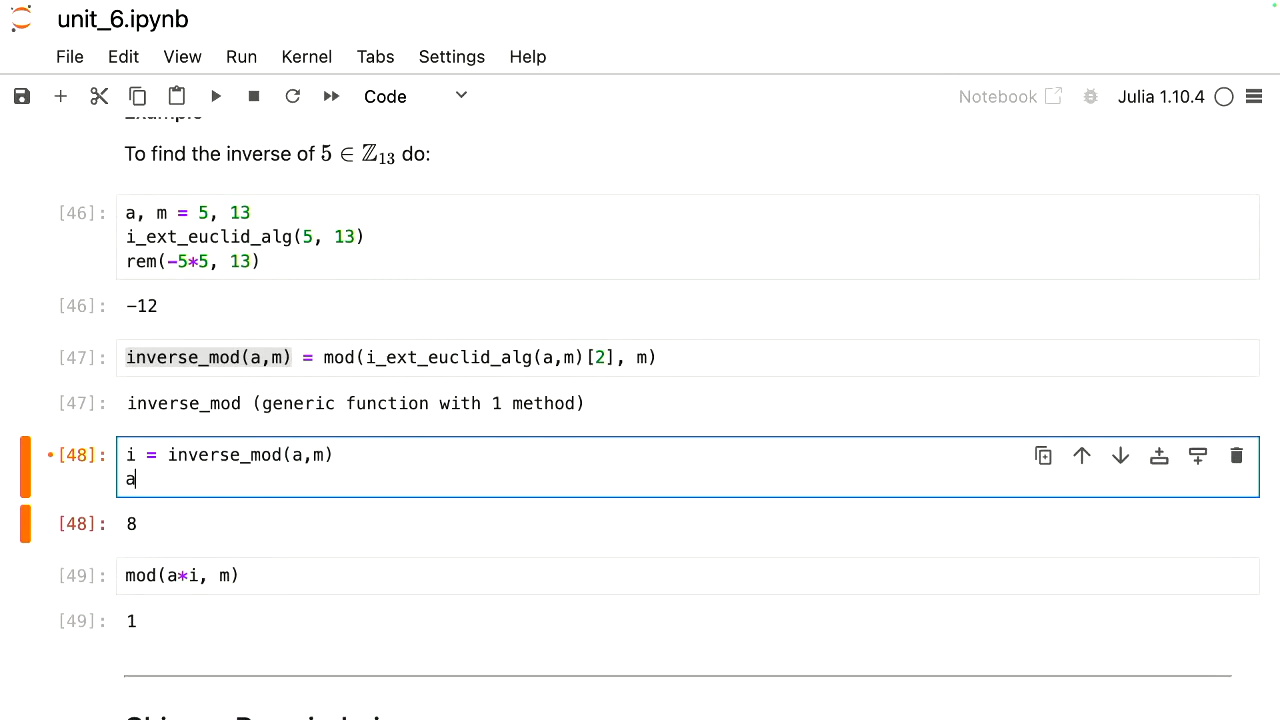 unit_6.ipynb
File Edit View Run Kernel Tabs Settings Help
Code Notebook Julia 1.10.4
Example
To find the inverse of 5 ∈ ℤ₁₃ do:
[46]: a, m = 5, 13
i_ext_euclid_alg(5, 13)
rem(-5*5, 13)
[46]: -12
[47]: inverse_mod(a,m) = mod(i_ext_euclid_alg(a,m)[2], m)
[47]: inverse_mod (generic function with 1 method)
[48]: i = inverse_mod(a,m)
a
[48]: 8
[49]: mod(a*i, m)
[49]: 1